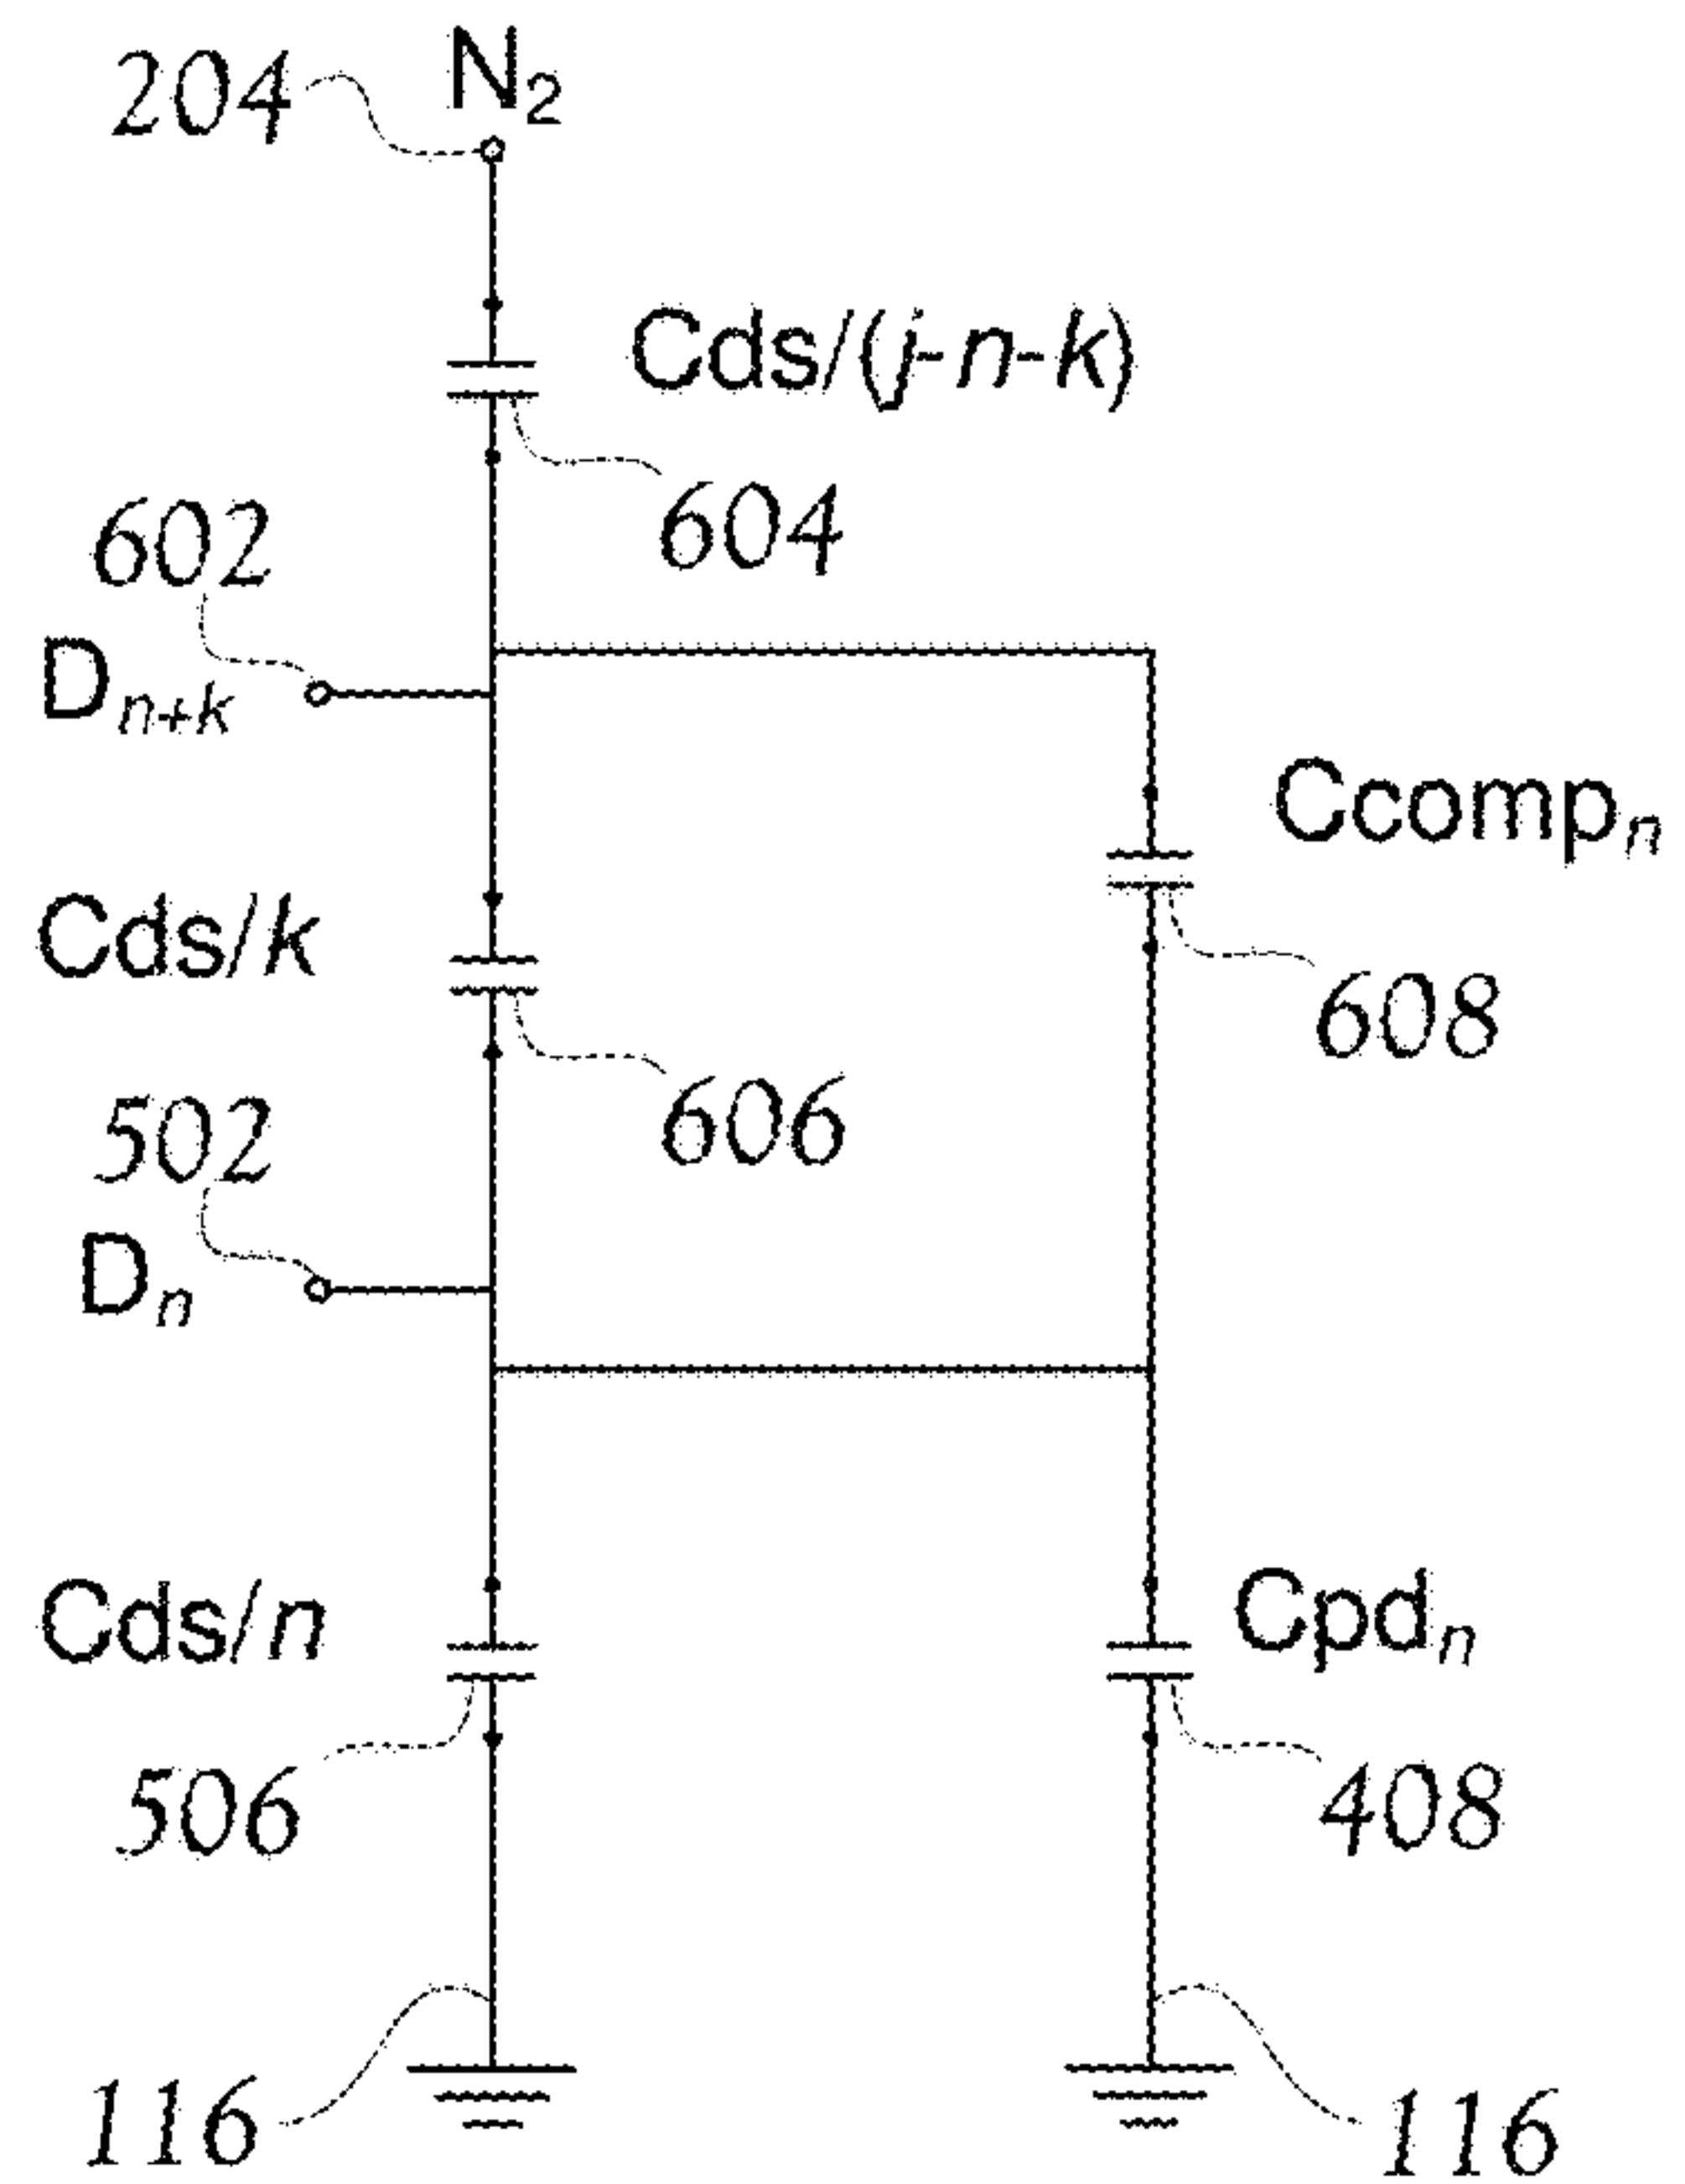 204
N₂
Cds/(j-n-k)
604
602
Dₙ₊ₖ
Ccompₙ
Cds/k
608
606
502
Dₙ
Cds/n
Cpdₙ
506
408
116
116